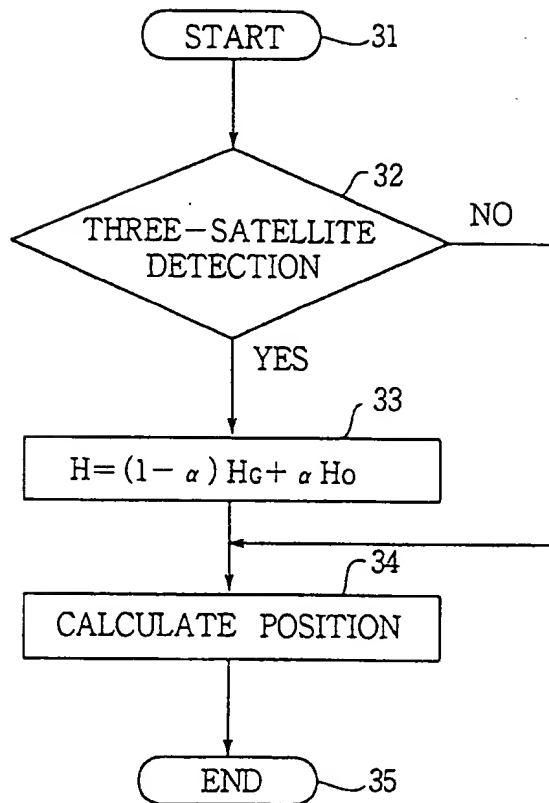 START
31
32
THREE-SATELLITE
DETECTION
NO
YES
33
H=(1-α)HG+αHO
34
CALCULATE POSITION
END
35